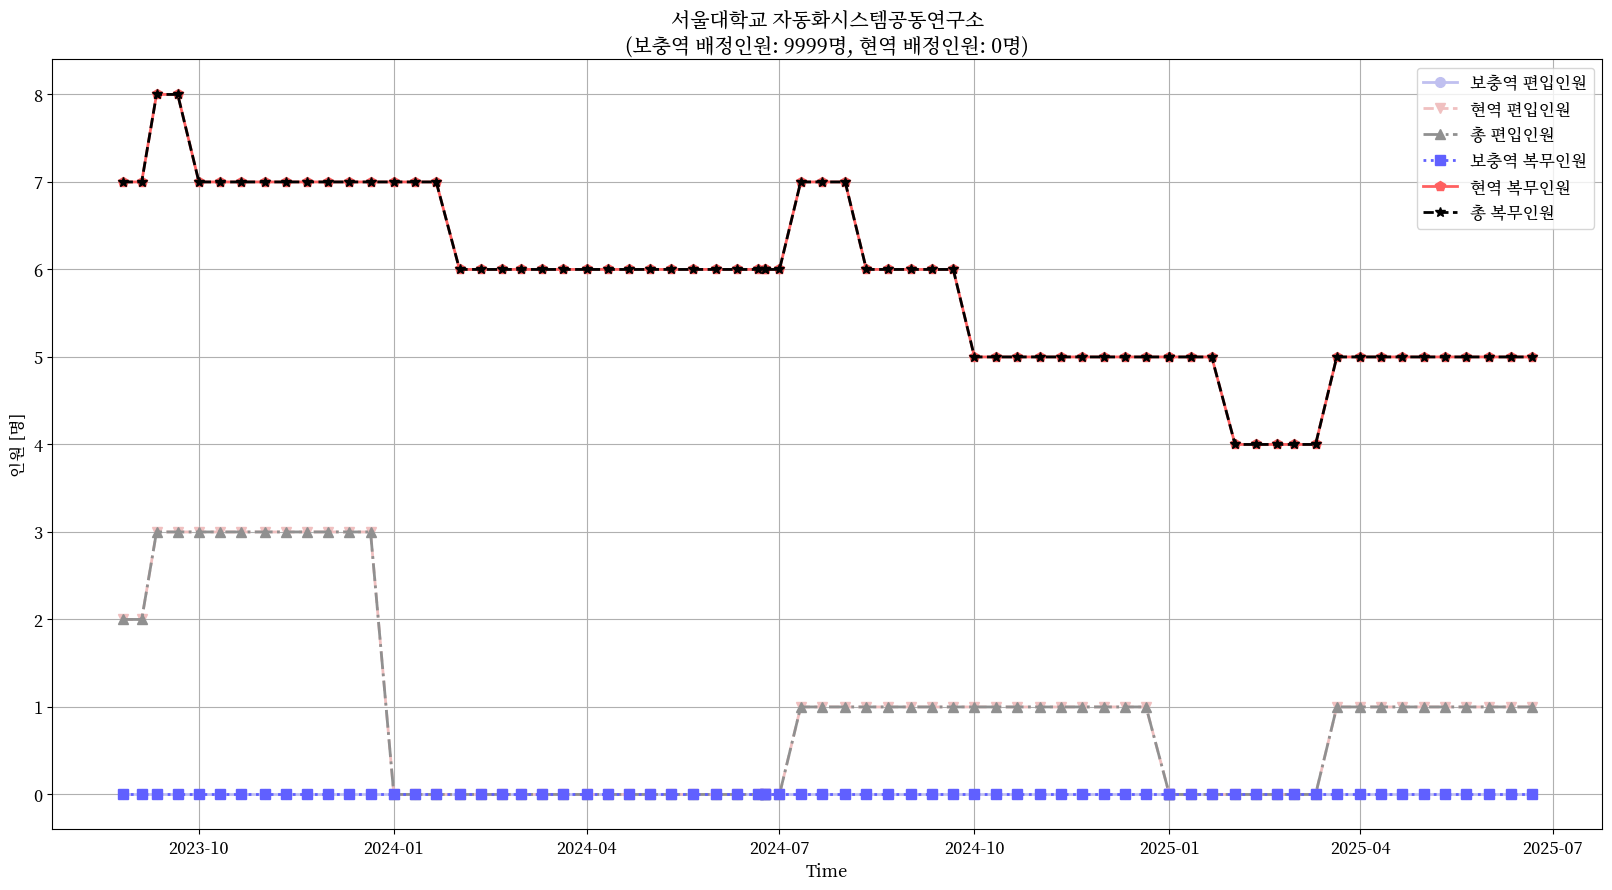 서울대학교 자동화시스템공동연구소
(보충역 배정인원: 9999명, 현역 배정인원: 0명)
보충역 편입인원
현역 편입인원
총 편입인원
보충역 복무인원
현역 복무인원
총 복무인원
8
7
6
5
4
3
2
1
0
인원 [명]
2023-10
2024-01
2024-04
2024-07
2024-10
2025-01
2025-04
2025-07
Time